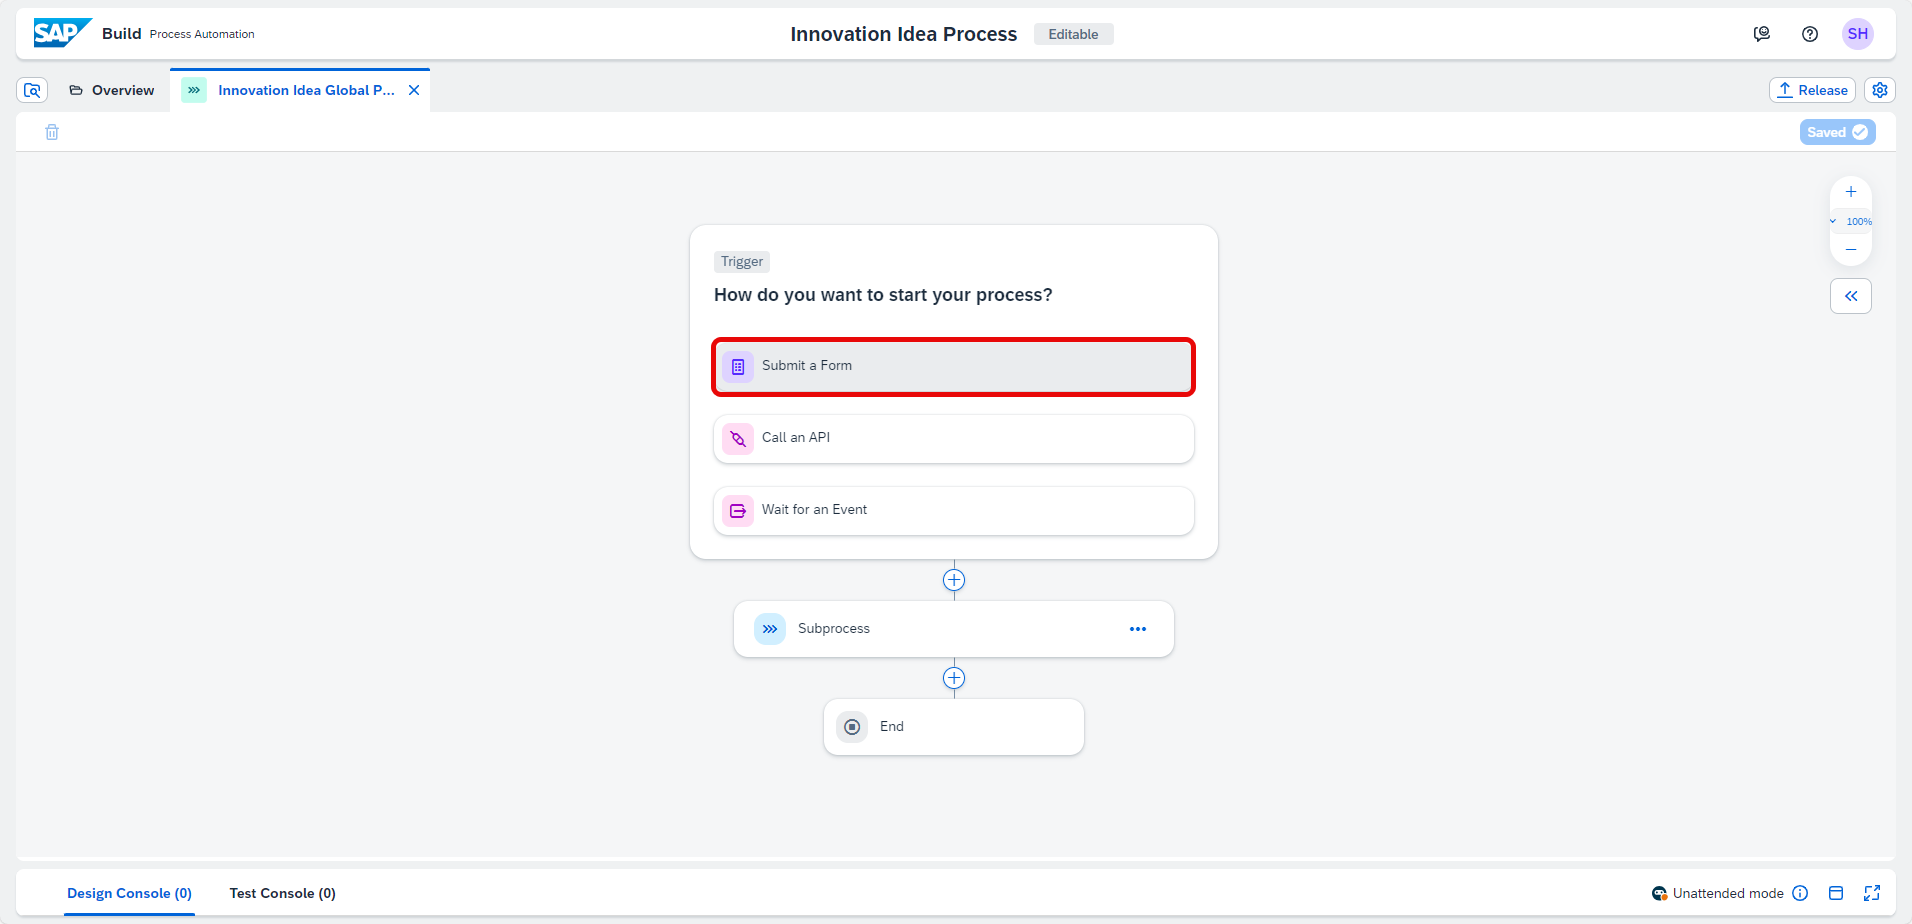 SAP Build Process Automation
Innovation Idea Process Editable
SH
Overview
Innovation Idea Global P...
Release
Saved
100%
Trigger
How do you want to start your process?
Submit a Form
Call an API
Wait for an Event
Subprocess
End
Design Console (0) Test Console (0)
Unattended mode